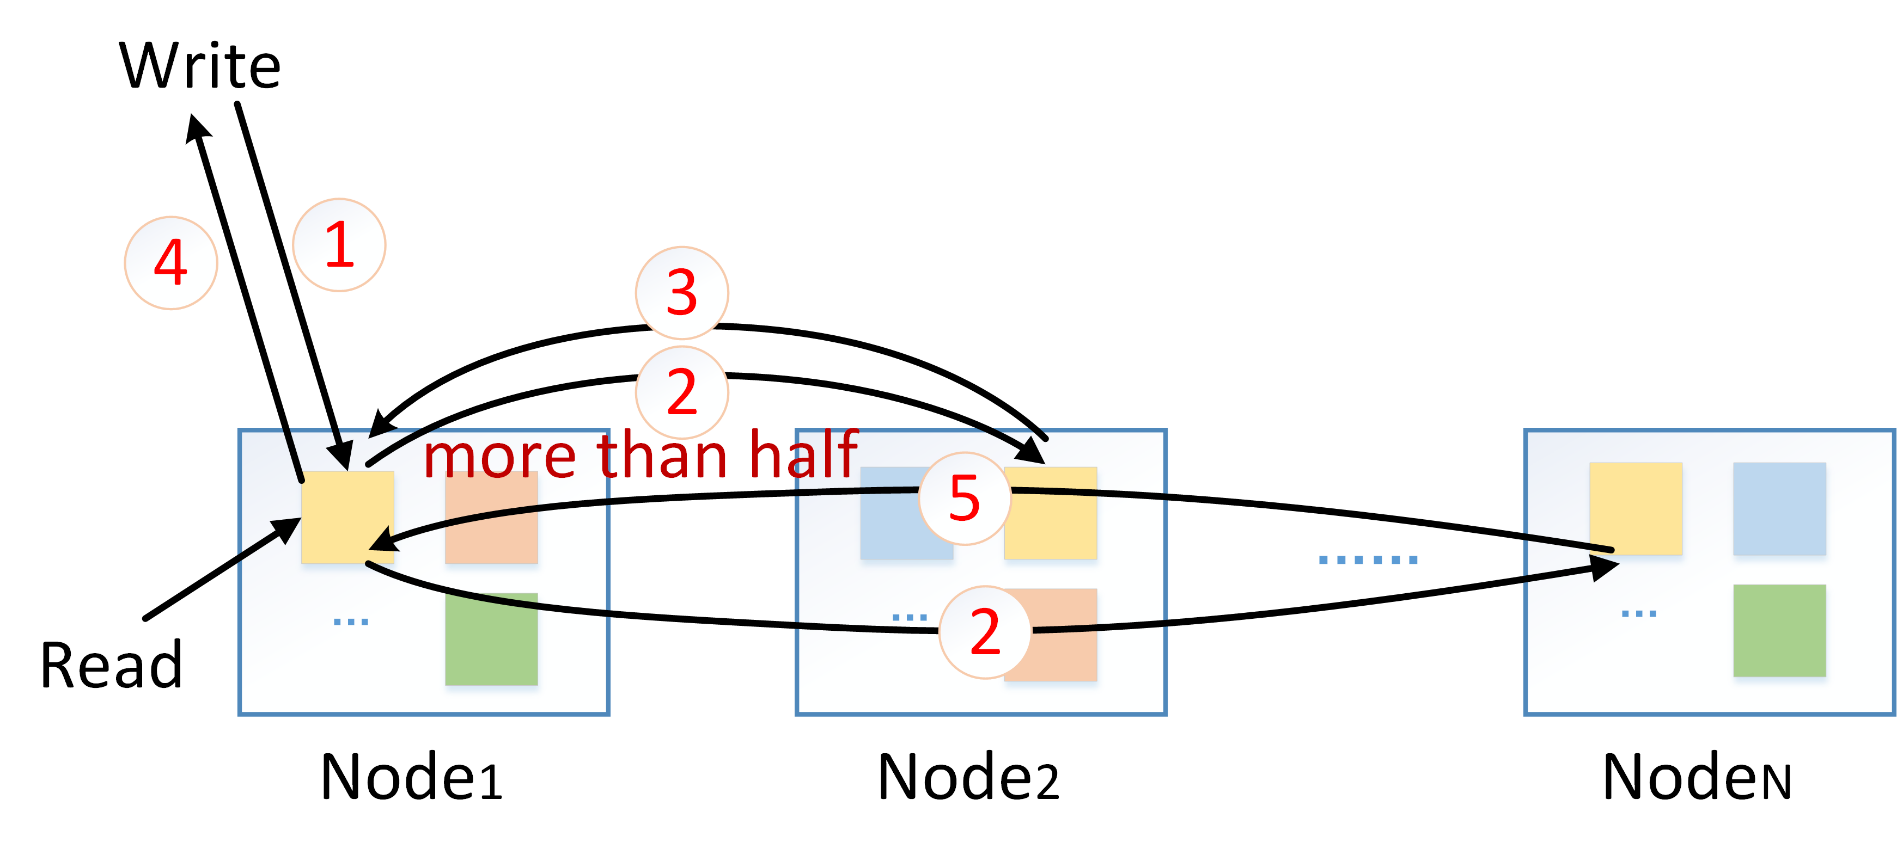 Write
4
1
3
2
more than half
5
......
...
...
...
2
Read
Node1
Node2
NodeN